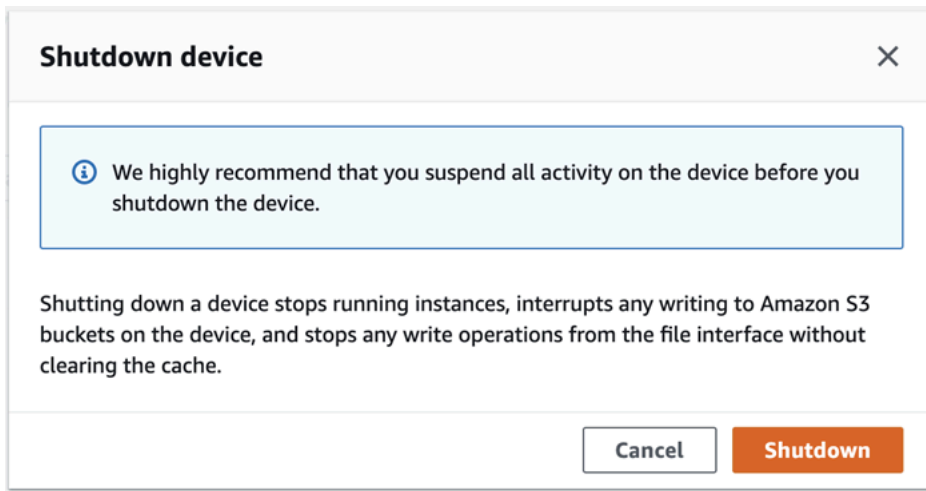 Shutdown device
We highly recommend that you suspend all activity on the device before you
shutdown the device.
Shutting down a device stops running instances, interrupts any writing to Amazon S3
buckets on the device, and stops any write operations from the file interface without
clearing the cache.
Cancel
Shutdown